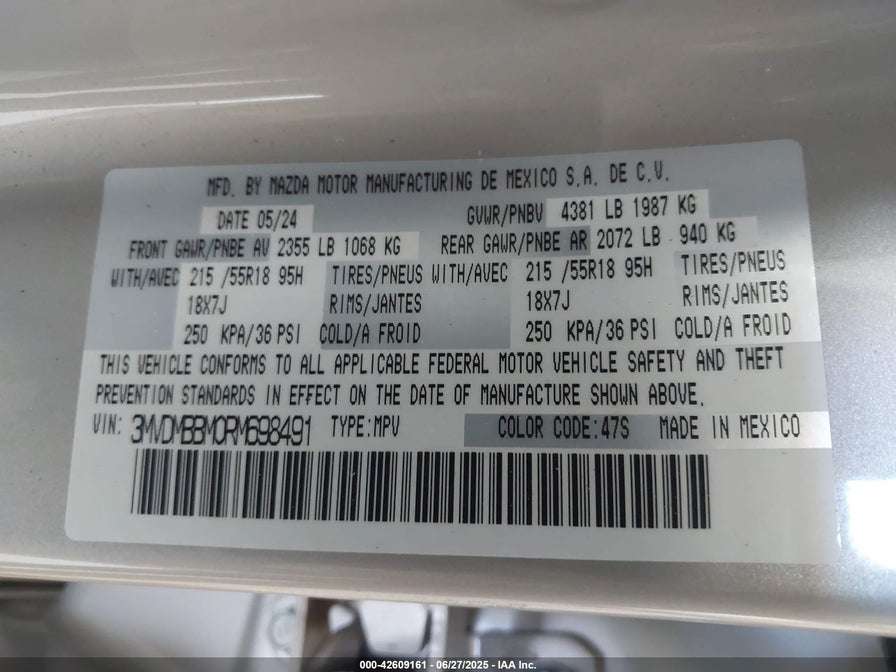 MFD. BY MAZDA MOTOR MANUFACTURING DE MEXICO S.A. DE C.V.
DATE 05/24 GVWR/PNBV 4381 LB 1987 KG
FRONT GAWR/PNBE AV 2355 LB 1068 KG REAR GAWR/PNBE AR 2072 LB 940 KG
WITH/AVEC 215 /55R18 95H TIRES/PNEUS WITH/AVEC 215 /55R18 95H TIRES/PNEUS
18X7J RIMS/JANTES 18X7J RIMS/JANTES
250 KPA/36 PSI COLD/A FROID 250 KPA/36 PSI COLD/A FROID
THIS VEHICLE CONFORMS TO ALL APPLICABLE FEDERAL MOTOR VEHICLE SAFETY AND THEFT
PREVENTION STANDARDS IN EFFECT ON THE DATE OF MANUFACTURE SHOWN ABOVE.
VIN: 3MVDMBBM0RM698491 TYPE:MPV COLOR CODE:47S MADE IN MEXICO
000-42609161 - 06/27/2025 - IAA Inc.